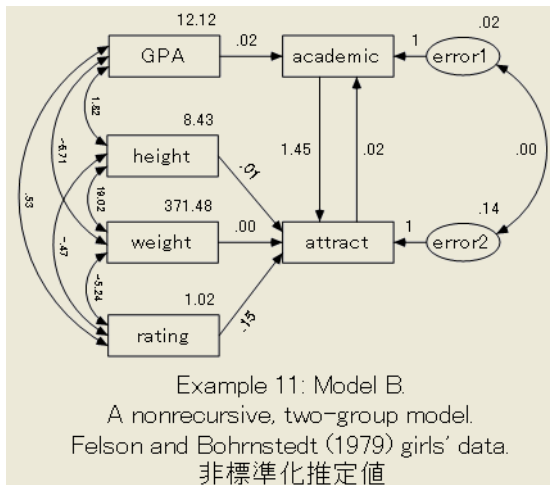 12.12
GPA
.02
academic
1
error1
.02
1.82
-6.71
.53
8.43
height
19.02
-.47
-.01
1.45
.02
.00
371.48
weight
.00
attract
1
error2
.14
-5.24
1.02
rating
.15
Example 11: Model B.
A nonrecursive, two-group model.
Felson and Bohrnstedt (1979) girls' data.
非標準化推定値